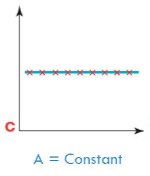 C
A = Constant